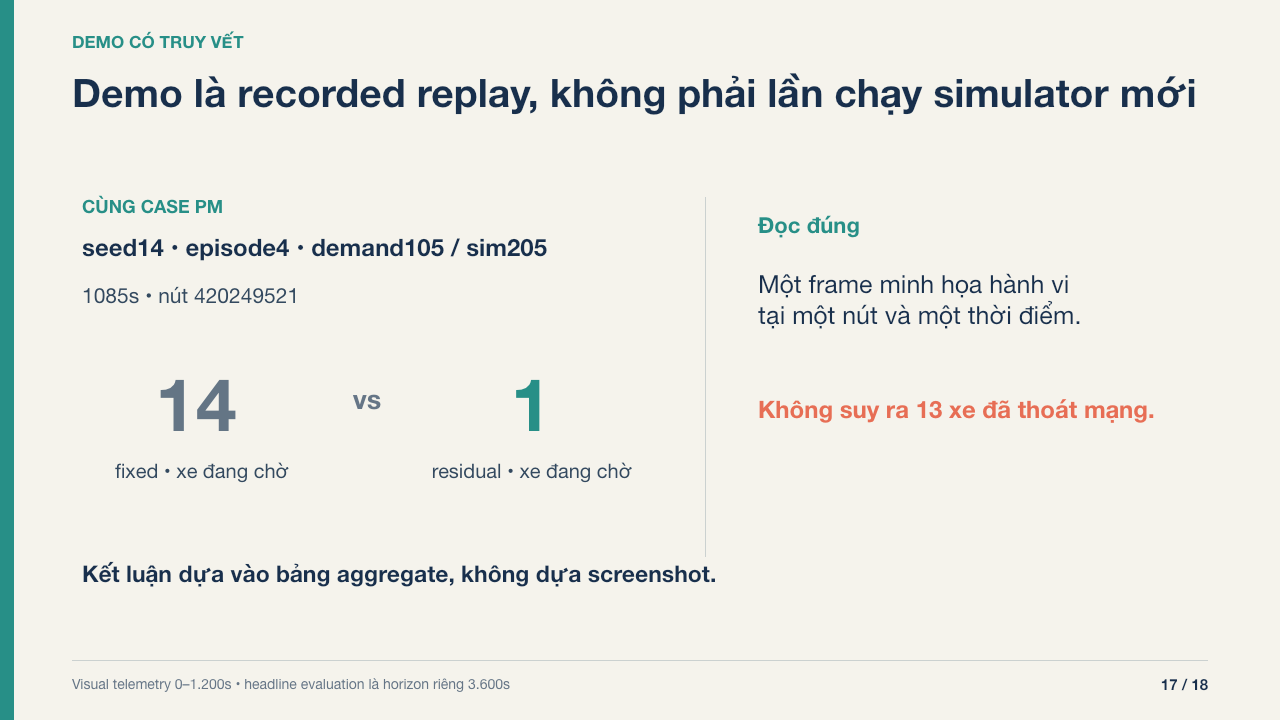 DEMO CÓ TRUY VẾT
Demo là recorded replay, không phải lần chạy simulator mới
CÙNG CASE PM
seed14 • episode4 • demand105 / sim205
1085s • nút 420249521
14
vs
1
fixed • xe đang chờ
residual • xe đang chờ
Đọc đúng
Một frame minh họa hành vi
tại một nút và một thời điểm.
Không suy ra 13 xe đã thoát mạng.
Kết luận dựa vào bảng aggregate, không dựa screenshot.
Visual telemetry 0–1.200s • headline evaluation là horizon riêng 3.600s
17 / 18